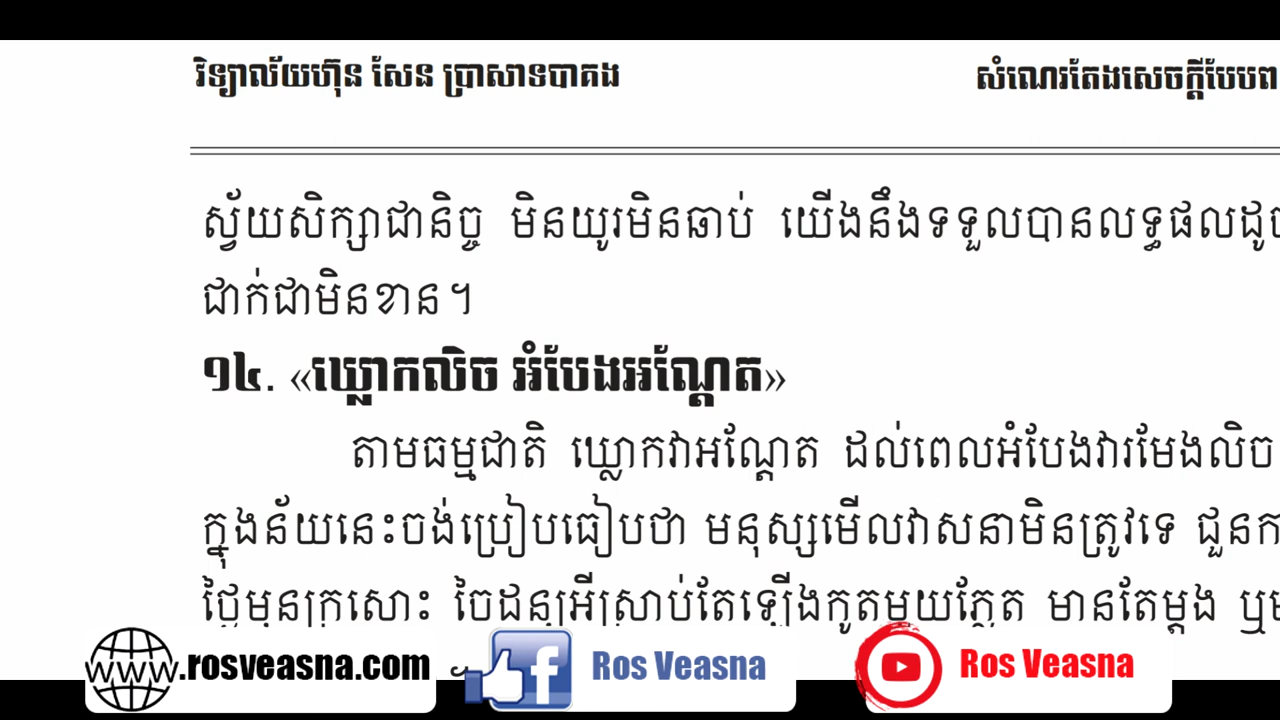 វិទ្យាល័យហ៊ុន សែន ប្រាសាទបាគង
សំណេរតែងសេចក្ដីបែបព
ស្វ័យសិក្សាជានិច្ច មិនយូរមិនឆាប់ យើងនឹងទទួលបានលទ្ធផលដូច
ជាក់ជាមិនខាន។
១៤. «ឃ្លោកលិច អំបែងអណ្ដែត»
តាមធម្មជាតិ ឃ្លោកវាអណ្ដែត ដល់ពេលអំបែងវារមែងលិច
ក្នុងន័យនេះចង់ប្រៀបធៀបថា មនុស្សមើលវាសនាមិនត្រូវទេ ជួនក
ថ្ងៃមុនក្រសោះ ចៃដន្យអីស្រាប់តែឡើងកូតមួយភ្លែត មានតែម្ដង ឬម
www.rosveasna.com
Ros Veasna
Ros Veasna